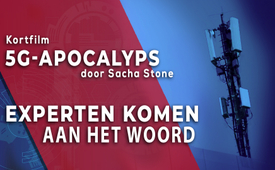 Kortfilm
5G-APOCALYPS
door Sacha Stone
EXPERTEN KOMEN
AAN HET WOORD